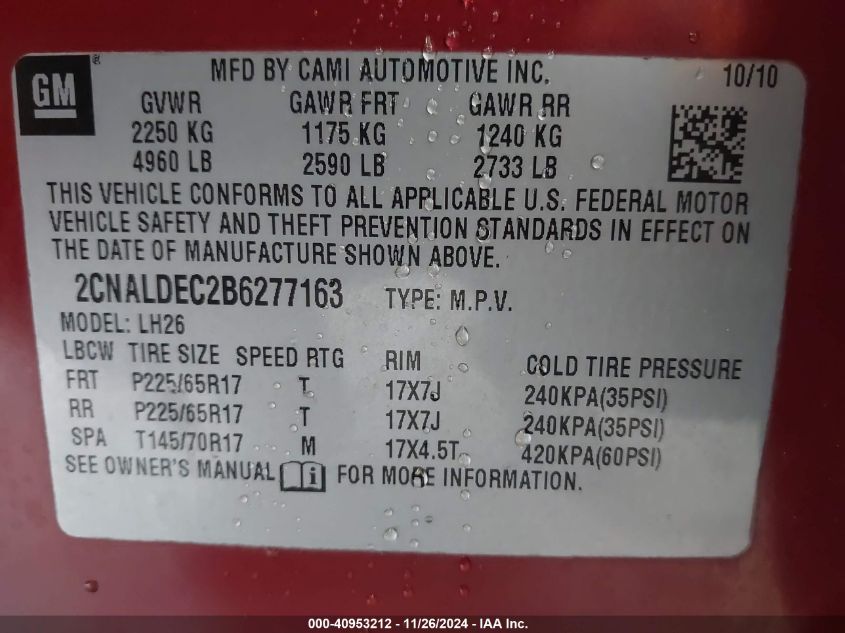 GM ®
MFD BY CAMI AUTOMOTIVE INC. 10/10
GVWR GAWR FRT GAWR RR
2250 KG 1175 KG 1240 KG
4960 LB 2590 LB 2733 LB
THIS VEHICLE CONFORMS TO ALL APPLICABLE U.S. FEDERAL MOTOR
VEHICLE SAFETY AND THEFT PREVENTION STANDARDS IN EFFECT ON
THE DATE OF MANUFACTURE SHOWN ABOVE.
2CNALDEC2B6277163 TYPE: M.P.V.
MODEL: LH26
LBCW TIRE SIZE SPEED RTG RIM COLD TIRE PRESSURE
FRT P225/65R17 T 17X7J 240KPA(35PSI)
RR P225/65R17 T 17X7J 240KPA(35PSI)
SPA T145/70R17 M 17X4.5T 420KPA(60PSI)
SEE OWNER'S MANUAL i FOR MORE INFORMATION.
000-40953212 - 11/26/2024 - IAA Inc.